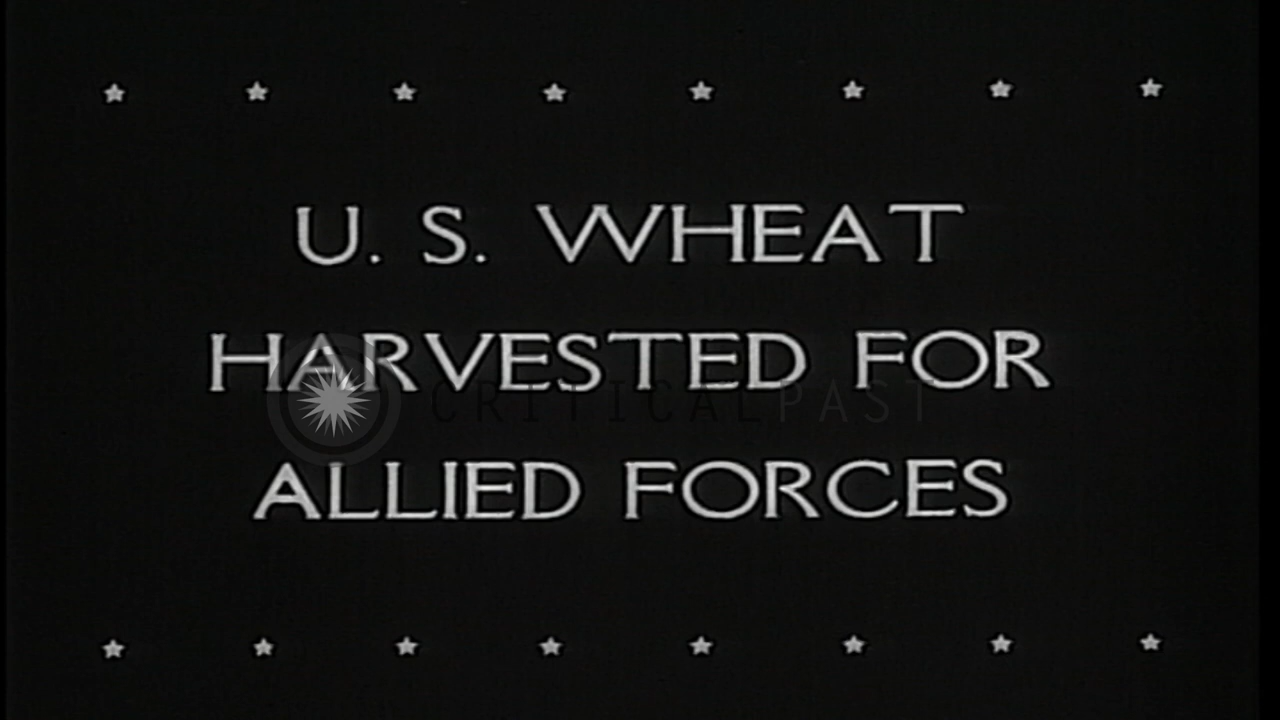 U. S. WHEAT
HARVESTED FOR
CRITICALPAST
ALLIED FORCES